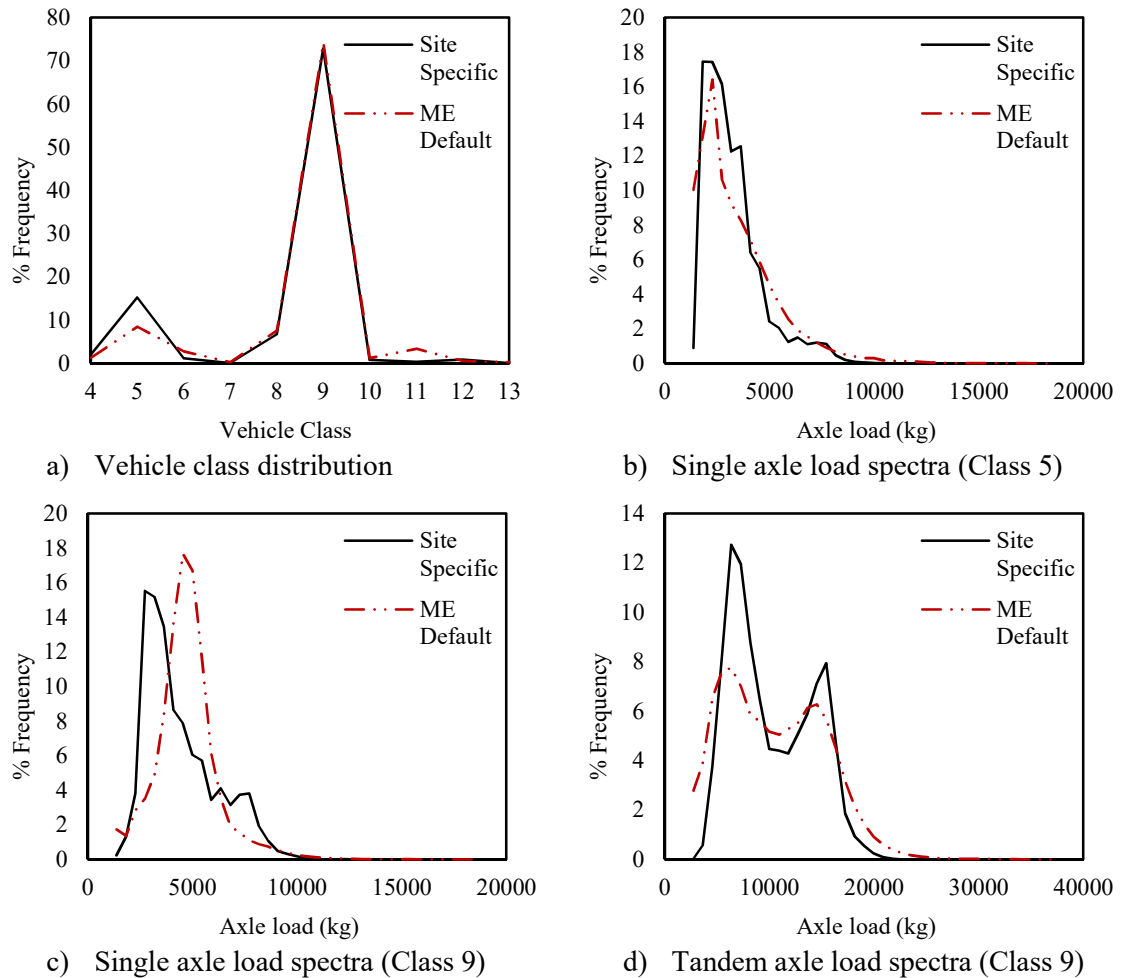 80
70
60
50
40
30
20
10
0
% Frequency
Site
Specific
ME
Default
4 5 6 7 8 9 10 11 12 13
Vehicle Class
a) Vehicle class distribution
20
18
16
14
12
10
8
6
4
2
0
% Frequency
Site
Specific
ME
Default
0 5000 10000 15000 20000
Axle load (kg)
b) Single axle load spectra (Class 5)
20
18
16
14
12
10
8
6
4
2
0
% Frequency
Site
Specific
ME
Default
0 5000 10000 15000 20000
Axle load (kg)
c) Single axle load spectra (Class 9)
14
12
10
8
6
4
2
0
% Frequency
Site
Specific
ME
Default
0 10000 20000 30000 40000
Axle load (kg)
d) Tandem axle load spectra (Class 9)